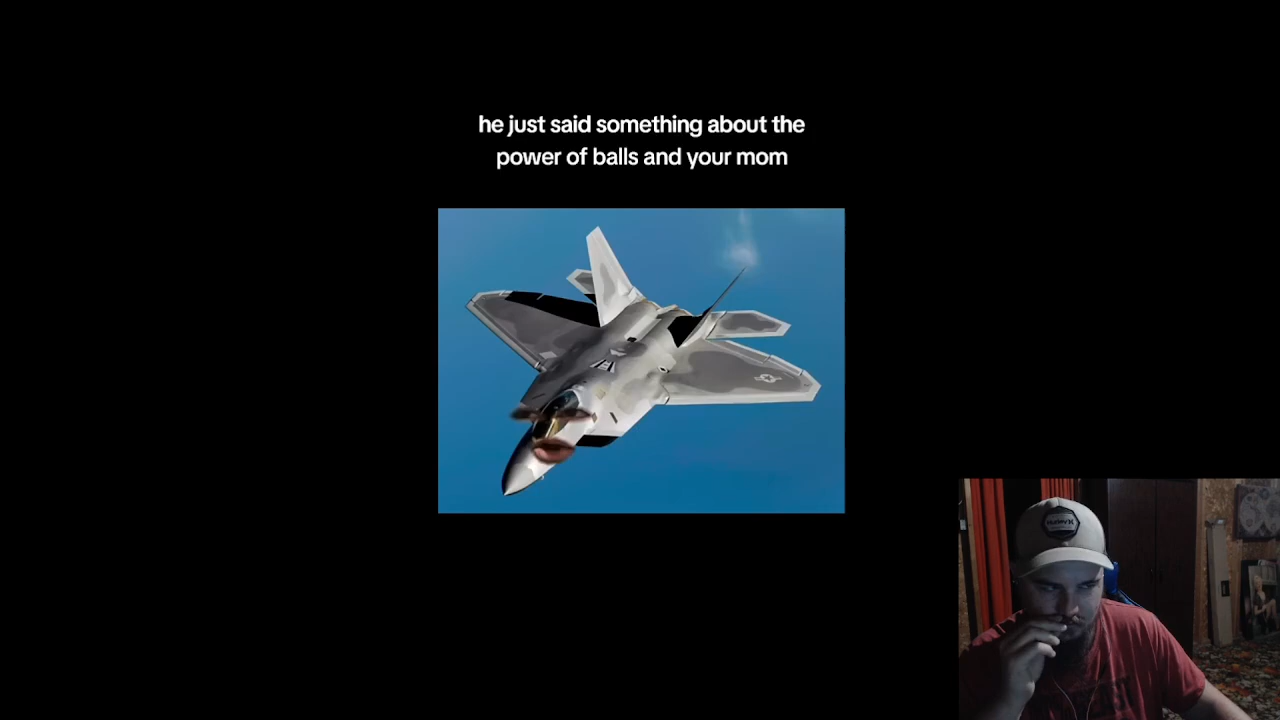 he just said something about the
power of balls and your mom